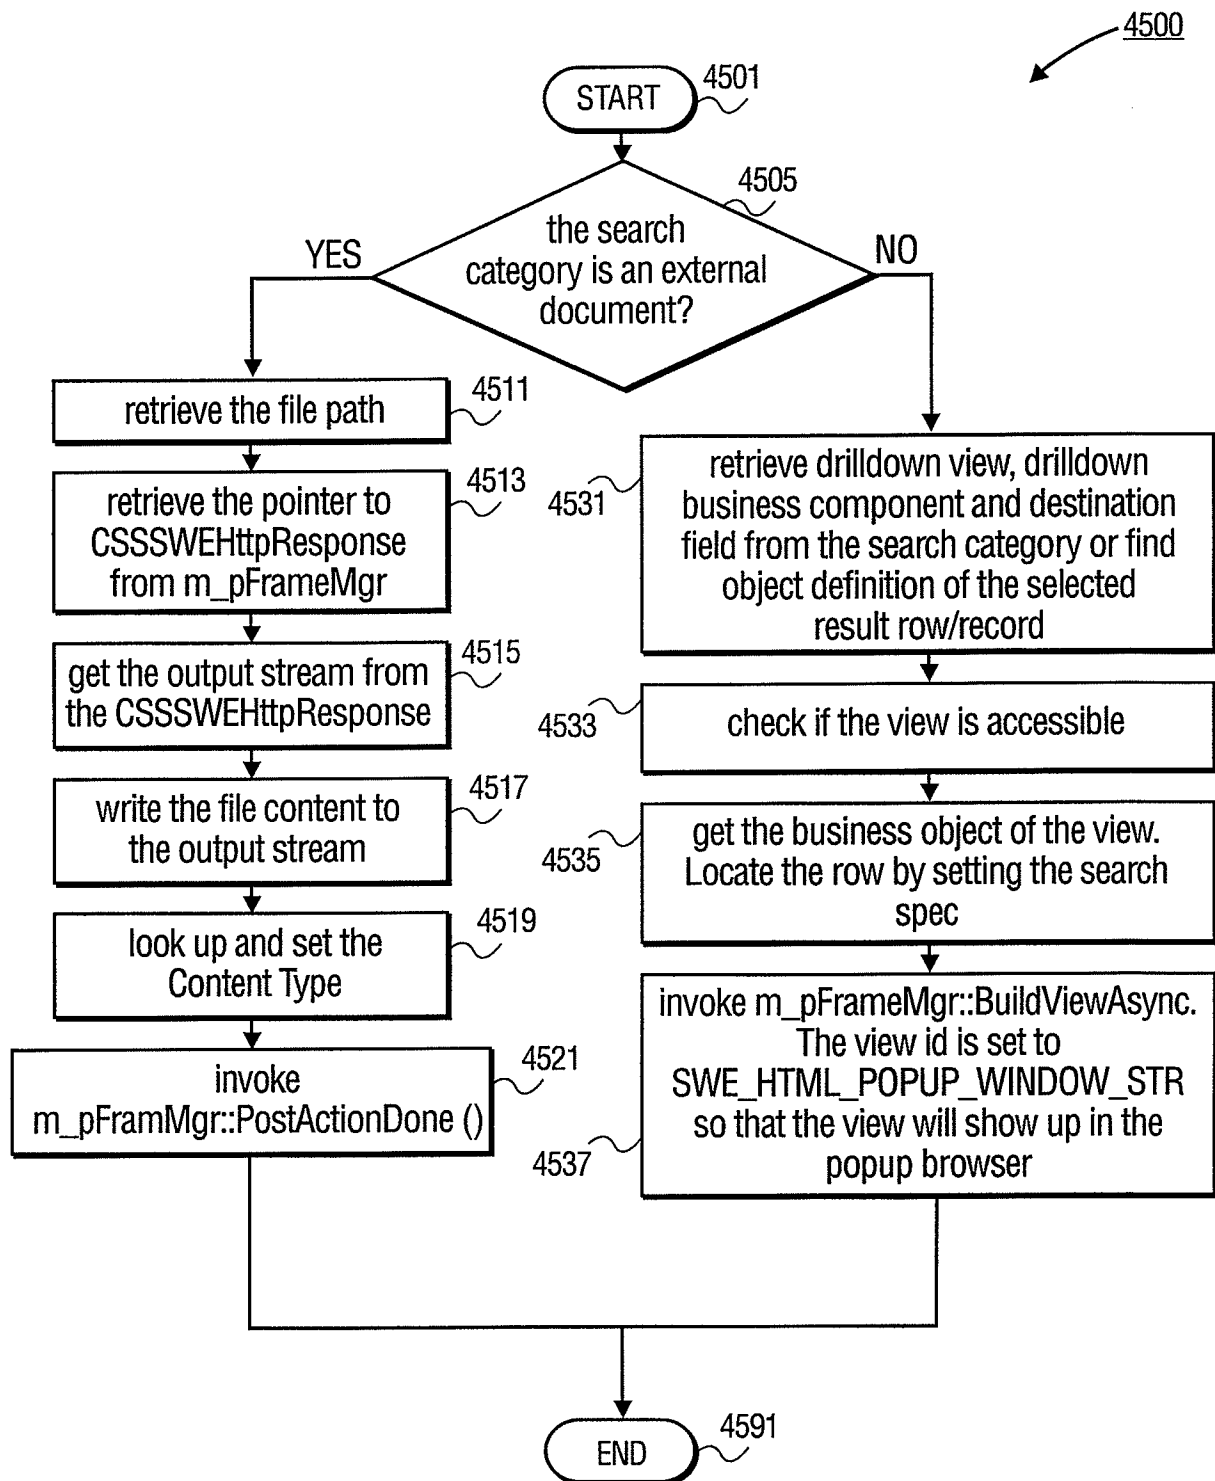 4500
START
4501
4505
the search
category is an external
document?
YES
NO
retrieve the file path
4511
retrieve the pointer to
CSSSWEHttpResponse
from m_pFrameMgr
4513
get the output stream from
the CSSSWEHttpResponse
4515
write the file content to
the output stream
4517
look up and set the
Content Type
4519
invoke
m_pFramMgr::PostActionDone ()
4521
4531
retrieve drilldown view, drilldown
business component and destination
field from the search category or find
object definition of the selected
result row/record
4533
check if the view is accessible
4535
get the business object of the view.
Locate the row by setting the search
spec
4537
invoke m_pFrameMgr::BuildViewAsync.
The view id is set to
SWE_HTML_POPUP_WINDOW_STR
so that the view will show up in the
popup browser
END
4591